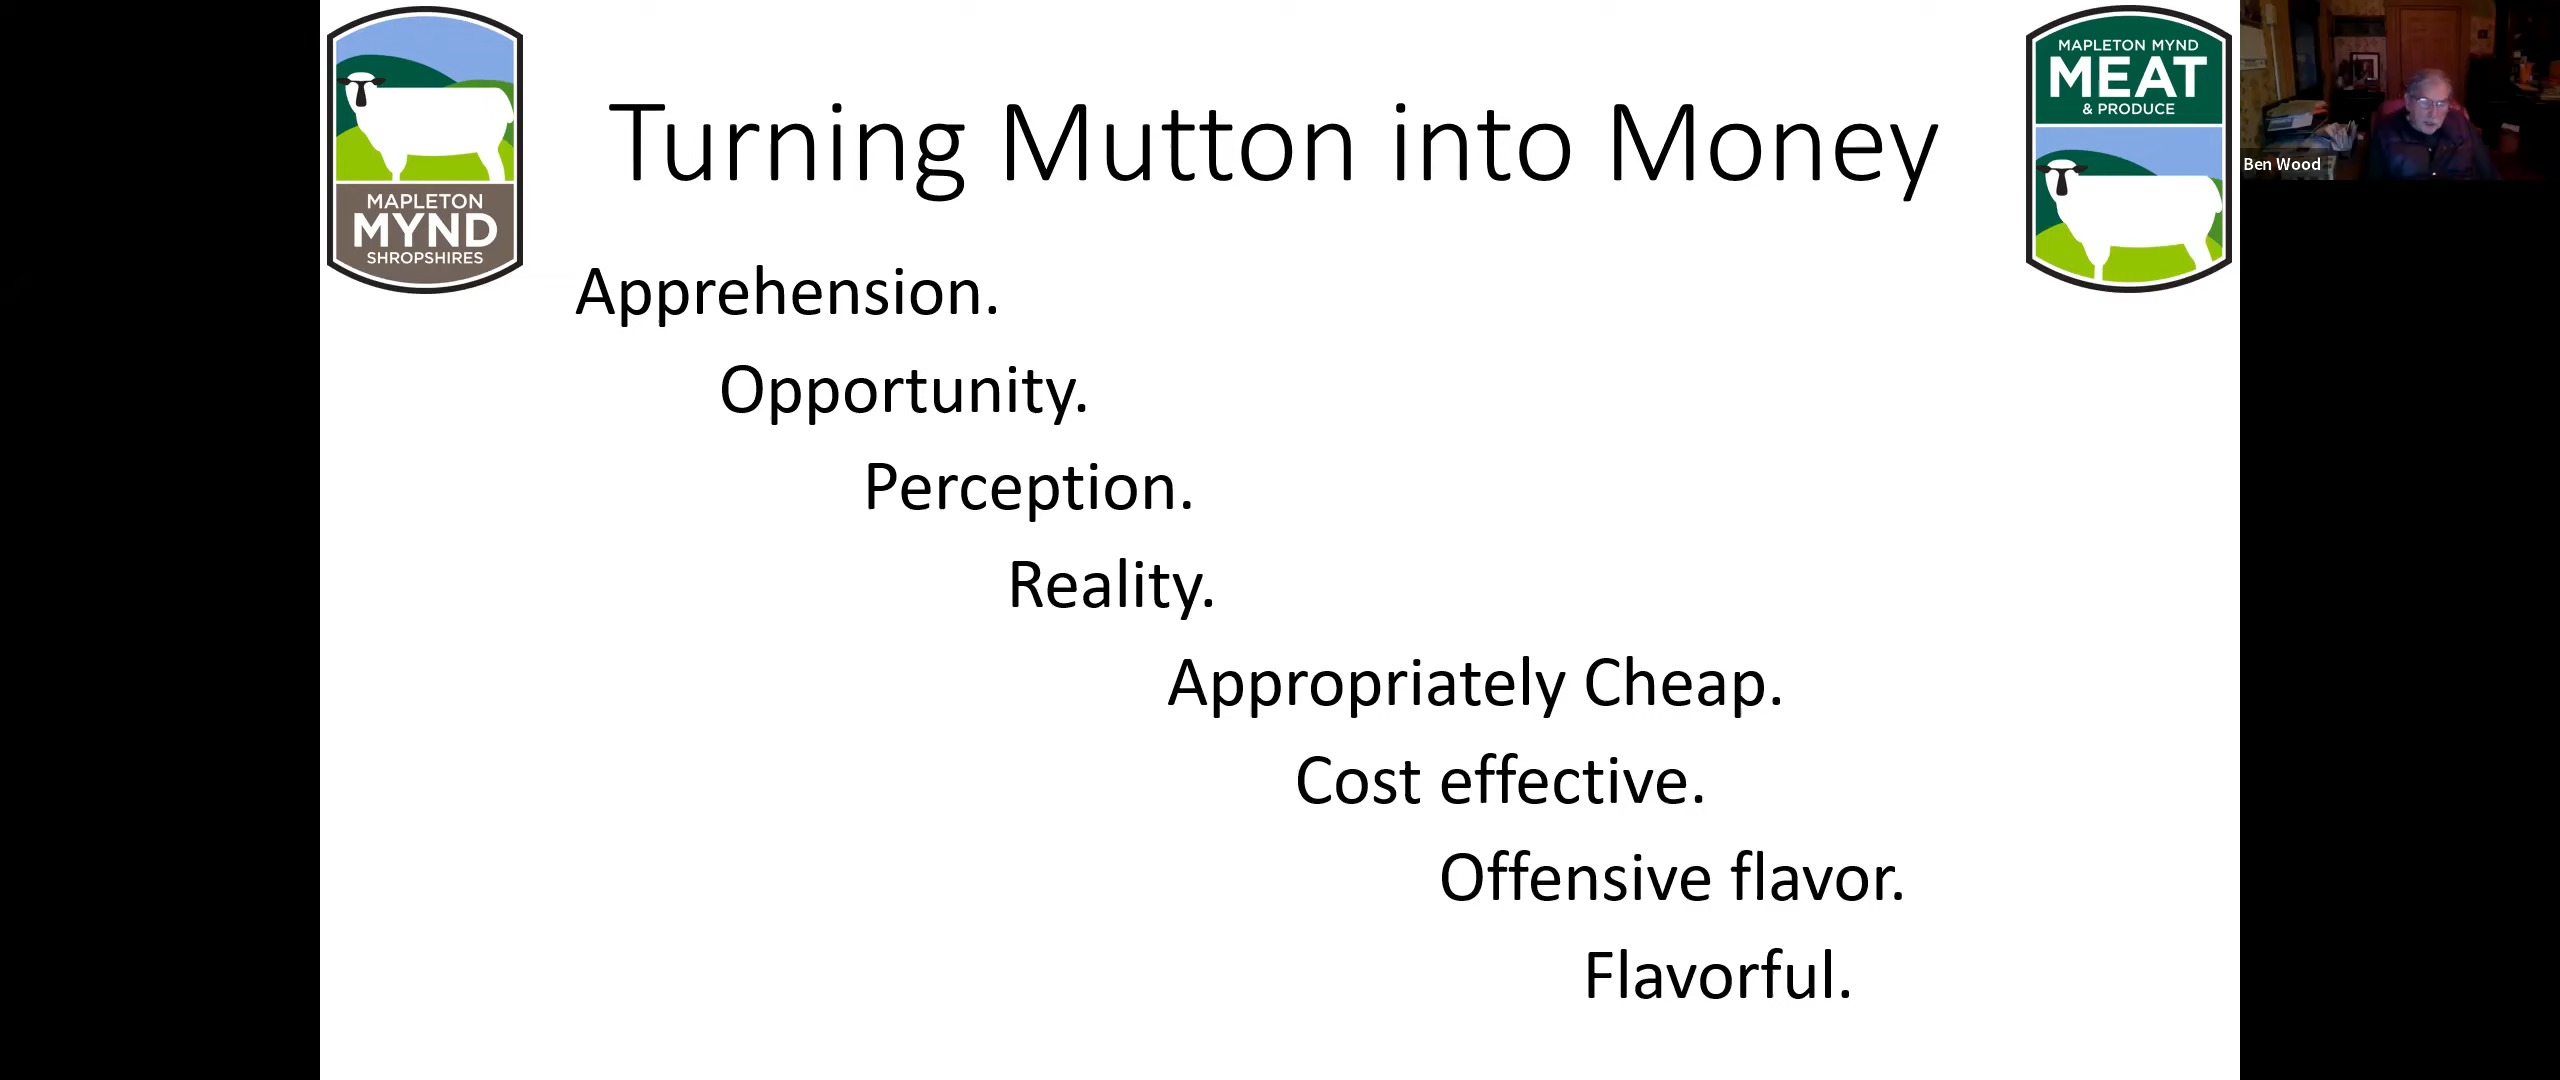 MAPLETON
MYND
SHROPSHIRES
Turning Mutton into Money
MAPLETON MYND
MEAT
& PRODUCE
Ben Wood
Apprehension.
Opportunity.
Perception.
Reality.
Appropriately Cheap.
Cost effective.
Offensive flavor.
Flavorful.